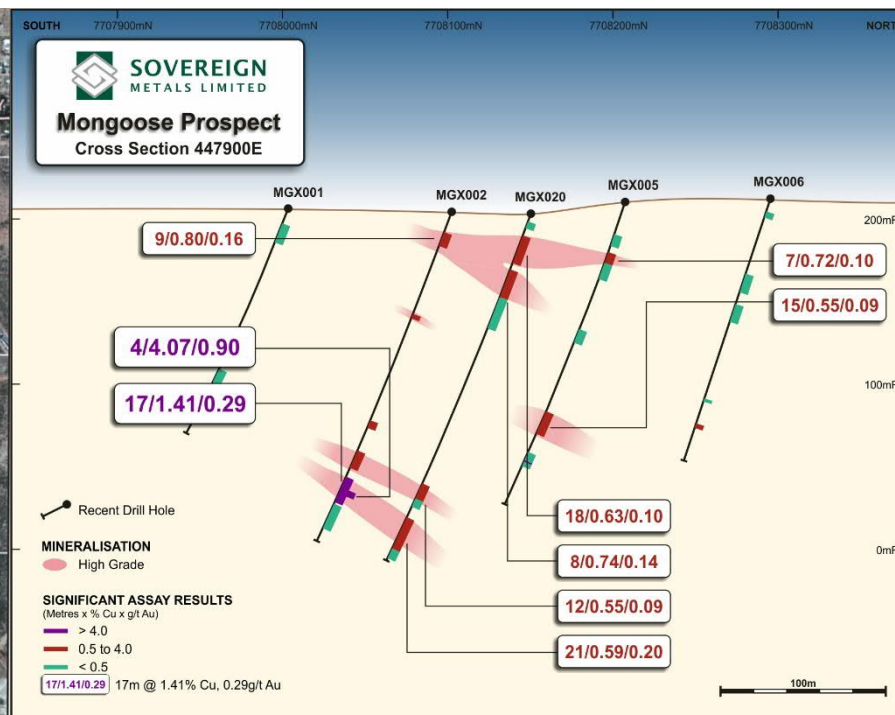 SOUTH 7707900mN 7708000mN 7708100mN 7708200mN 7708300mN NORT
SOVEREIGN
METALS LIMITED
Mongoose Prospect
Cross Section 447900E
MGX001 MGX002 MGX020 MGX005 MGX006
200mR
9/0.80/0.16
7/0.72/0.10
15/0.55/0.09
4/4.07/0.90
100mR
17/1.41/0.29
Recent Drill Hole
18/0.63/0.10
MINERALISATION
0mR
High Grade
8/0.74/0.14
SIGNIFICANT ASSAY RESULTS
(Metres x % Cu x g/t Au)
12/0.55/0.09
> 4.0
0.5 to 4.0
21/0.59/0.20
< 0.5
17/1.41/0.29 17m @ 1.41% Cu, 0.29g/t Au
100m